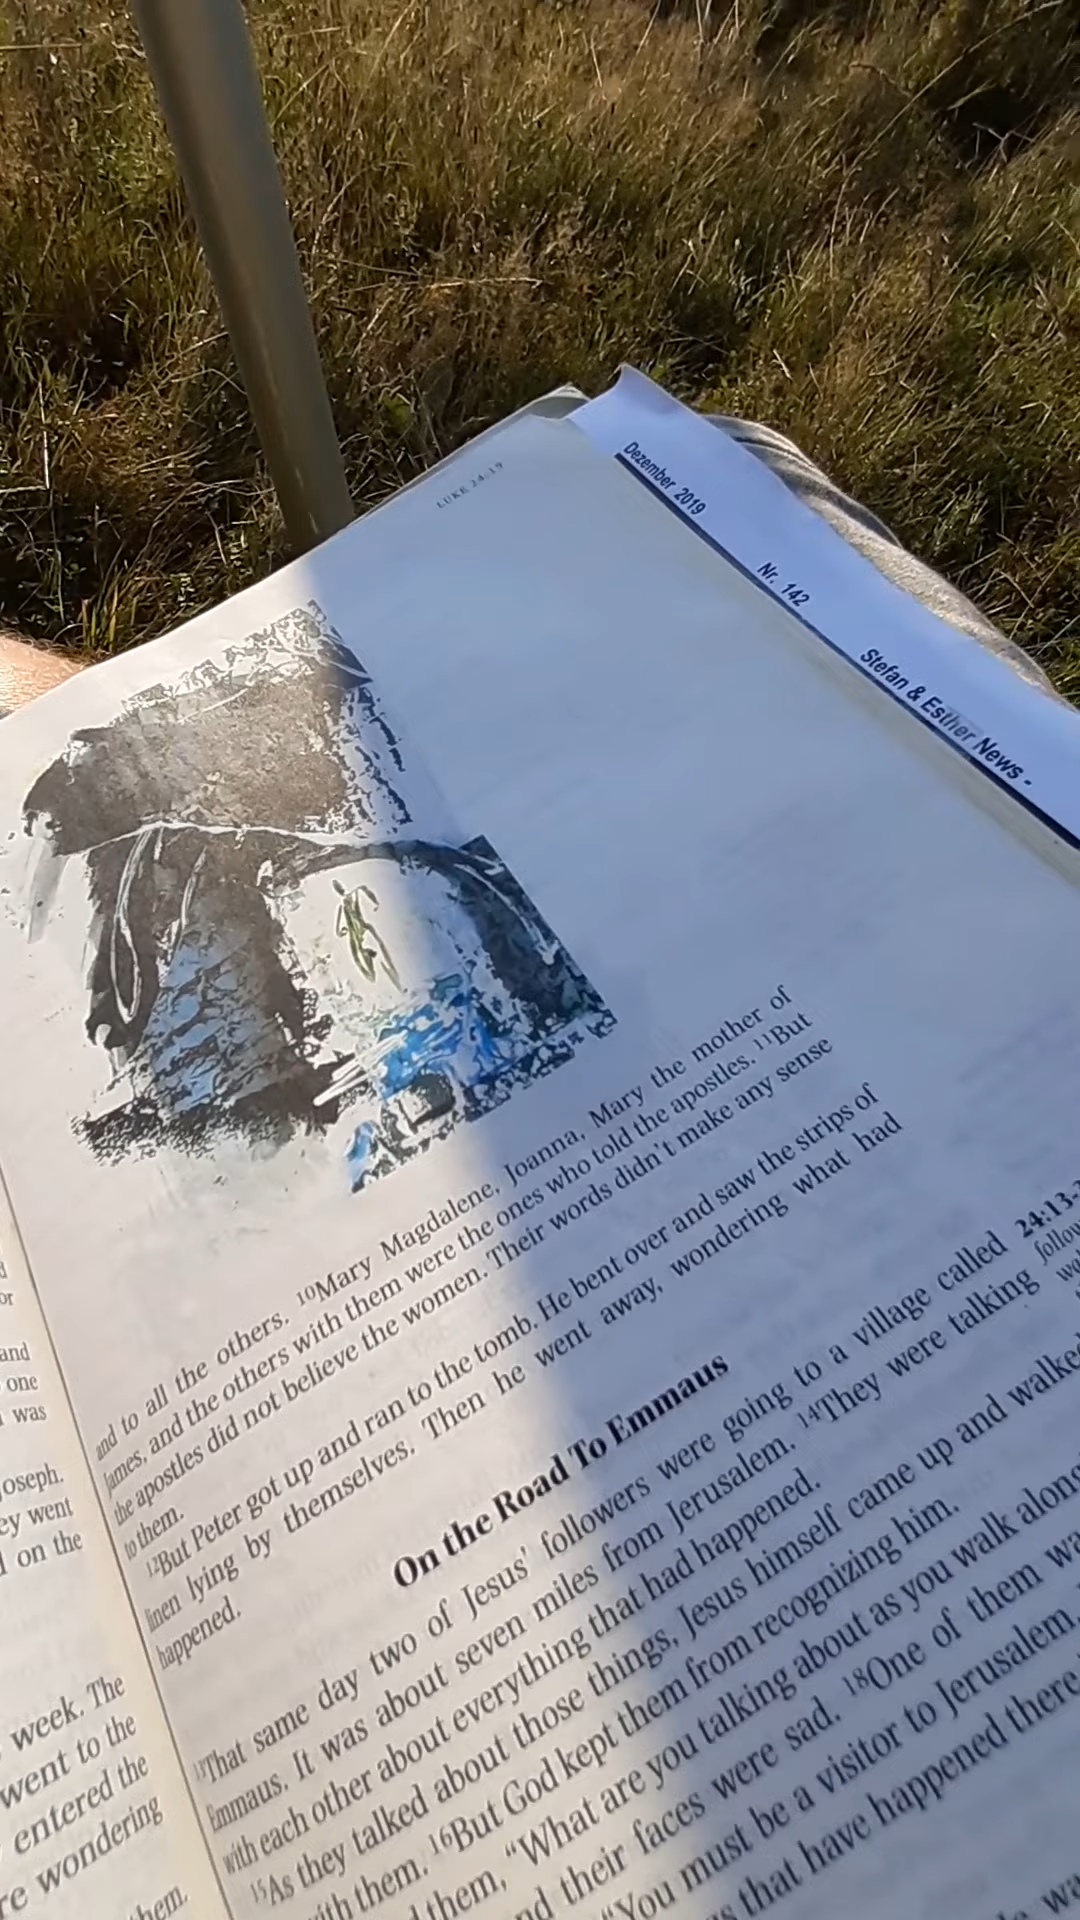 Dezember 2019
Nr. 142
Stefan & Esther News -
LUKE 24:19
and
one
was
Joseph.
they went
on the
week. The
went to the
entered the
wondering
them.
and to all the others. 10Mary Magdalene, Joanna, Mary the mother of
James, and the others with them were the ones who told the apostles. 11But
the apostles did not believe the women. Their words didn't make any sense
to them.
12But Peter got up and ran to the tomb. He bent over and saw the strips of
linen lying by themselves. Then he went away, wondering what had
happened.
On the Road To Emmaus
13That same day two of Jesus' followers were going to a village called
Emmaus. It was about seven miles from Jerusalem. 14They were talking
with each other about everything that had happened.
15As they talked about those things, Jesus himself came up and walked
with them. 16But God kept them from recognizing him.
them, "What are you talking about as you walk along
and their faces were sad. 18One of them
"You must be a visitor to Jerusalem.
that have happened there
24:13-